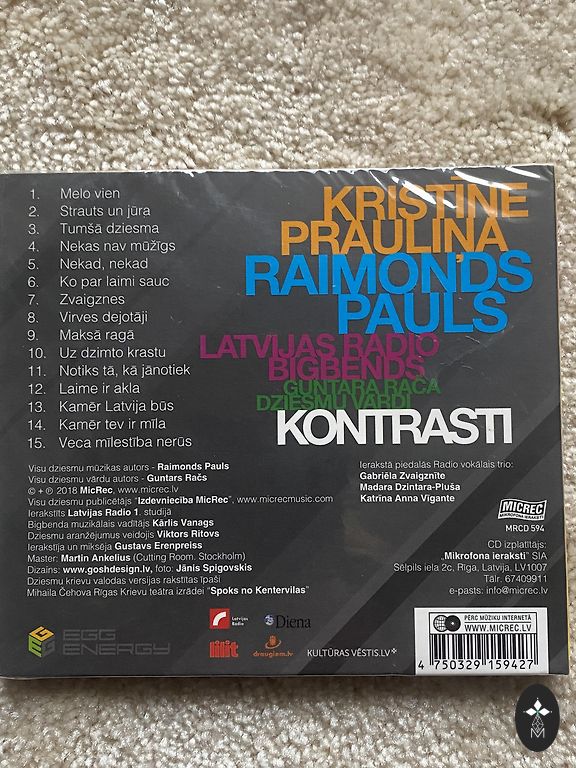 1. Melo vien
2. Strauts un jūra
3. Tumšā dziesma
4. Nekas nav mūžīgs
5. Nekad, nekad
6. Ko par laimi sauc
7. Zvaigznes
8. Virves dejotāji
9. Maksā ragā
10. Uz dzimto krastu
11. Notiks tā, kā jānotiek
12. Laime ir akla
13. Kamēr Latvija būs
14. Kamēr tev ir mīla
15. Veca mīlestība nerūs
KRISTĪNE
PRAULIŅA
RAIMONDS
PAULS
LATVIJAS RADIO
BIGBENDS
GUNTARA RAČA
DZIESMU VĀRDI
KONTRASTI
Visu dziesmu mūzikas autors - Raimonds Pauls
Visu dziesmu vārdu autors - Guntars Račs
© + ℗ 2018 MicRec, www.micrec.lv
Visu dziesmu publicētājs "Izdevniecība MicRec", www.micrecmusic.com
Ierakstīts Latvijas Radio 1. studijā
Bigbenda muzikālais vadītājs Kārlis Vanags
Dziesmu aranžējumus veidojis Viktors Ritovs
Ierakstīja un miksēja Gustavs Ērenpreiss
Master: Martin Ankelius (Cutting Room. Stockholm)
Dizains: www.goshdesign.lv, foto: Jānis Spigovskis
Dziesmu krievu valodas versijas rakstītas īpaši
Mihaila Čehova Rīgas Krievu teātra izrādei "Spoks no Kentervilas"
Ierakstā piedalās Radio vokālais trio:
Gabriēla Zvaigznīte
Madara Dzintara-Pluša
Katrīna Anna Vīgante
MICREC
MIKROFONA IERAKSTI
MRCD 594
CD izplatītājs:
„Mikrofona ieraksti" SIA
Sēlpils iela 2c, Rīga, Latvija, LV1007
Tālr. 67409911
e-pasts: info@micrec.lv
EGG
ENERGY
Latvijas
Radio
Diena
draugiem.lv
KULTŪRAS VĒSTIS.LV
PĒRC MŪZIKU INTERNETĀ
WWW.MICREC.LV
4 750329 159427
M